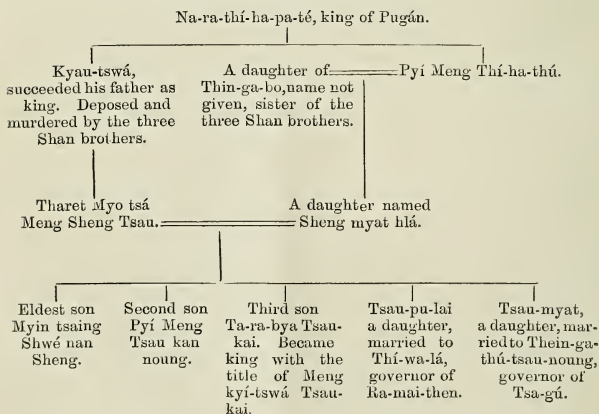 Na-ra-thí-ha-pa-té, king of Pugán.
Kyau-tswá,
succeeded his father as
king. Deposed and
murdered by the three
Shan brothers.
A daughter of
Thin-ga-bo, name not
given, sister of the
three Shan brothers.
Pyí Meng Thí-ha-thú.
Tharet Myo tsá
Meng Sheng Tsau.
A daughter named
Sheng myat hlá.
Eldest son
Myin tsaing
Shwé nan
Sheng.
Second son
Pyí Meng
Tsau kan
noung.
Third son
Ta-ra-bya Tsau-
kai. Became
king with the
title of Meng
kyí-tswá Tsau-
kai.
Tsau-pu-lai
a daughter,
married to
Thí-wa-lá,
governor of
Ra-mai-then.
Tsau-myat,
a daughter, mar-
ried to Thein-ga-
thú-tsau-noung,
governor of
Tsa-gú.